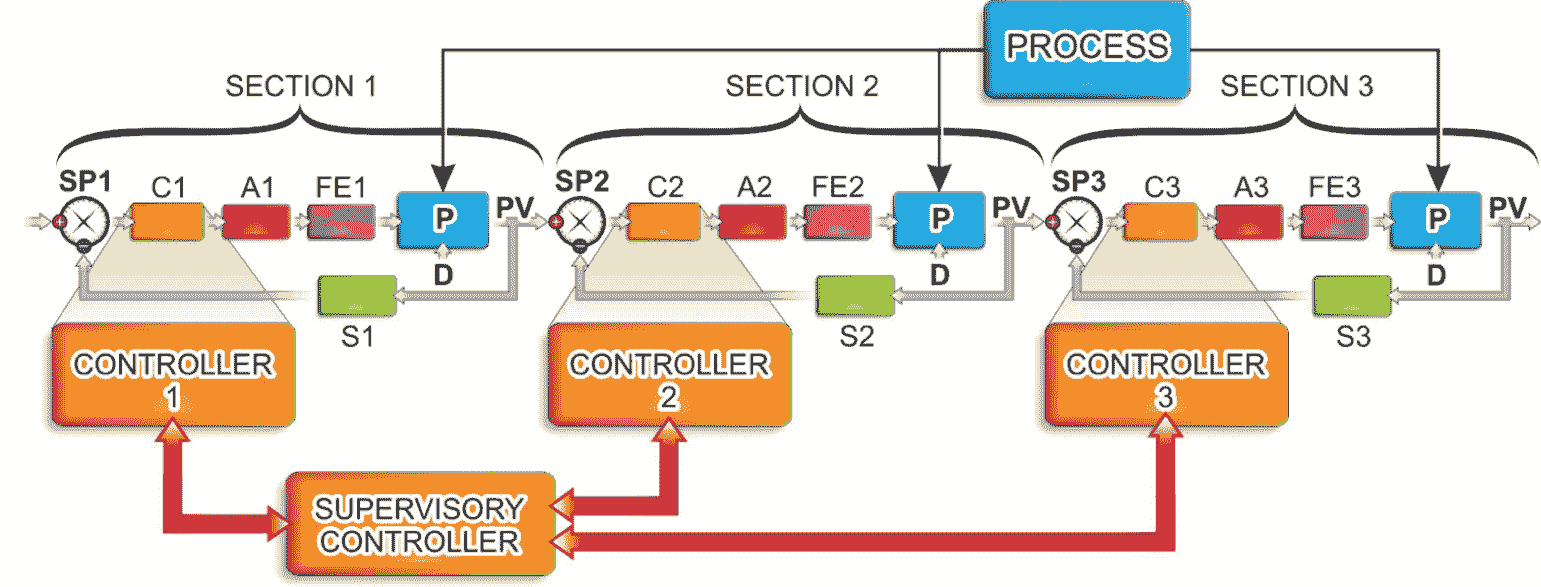 PROCESS
SECTION 1
SECTION 2
SECTION 3
SP1
C1
A1
FE1
P
PV
D
S1
SP2
C2
A2
FE2
P
PV
D
S2
SP3
C3
A3
FE3
P
PV
D
S3
CONTROLLER
1
CONTROLLER
2
CONTROLLER
3
SUPERVISORY
CONTROLLER